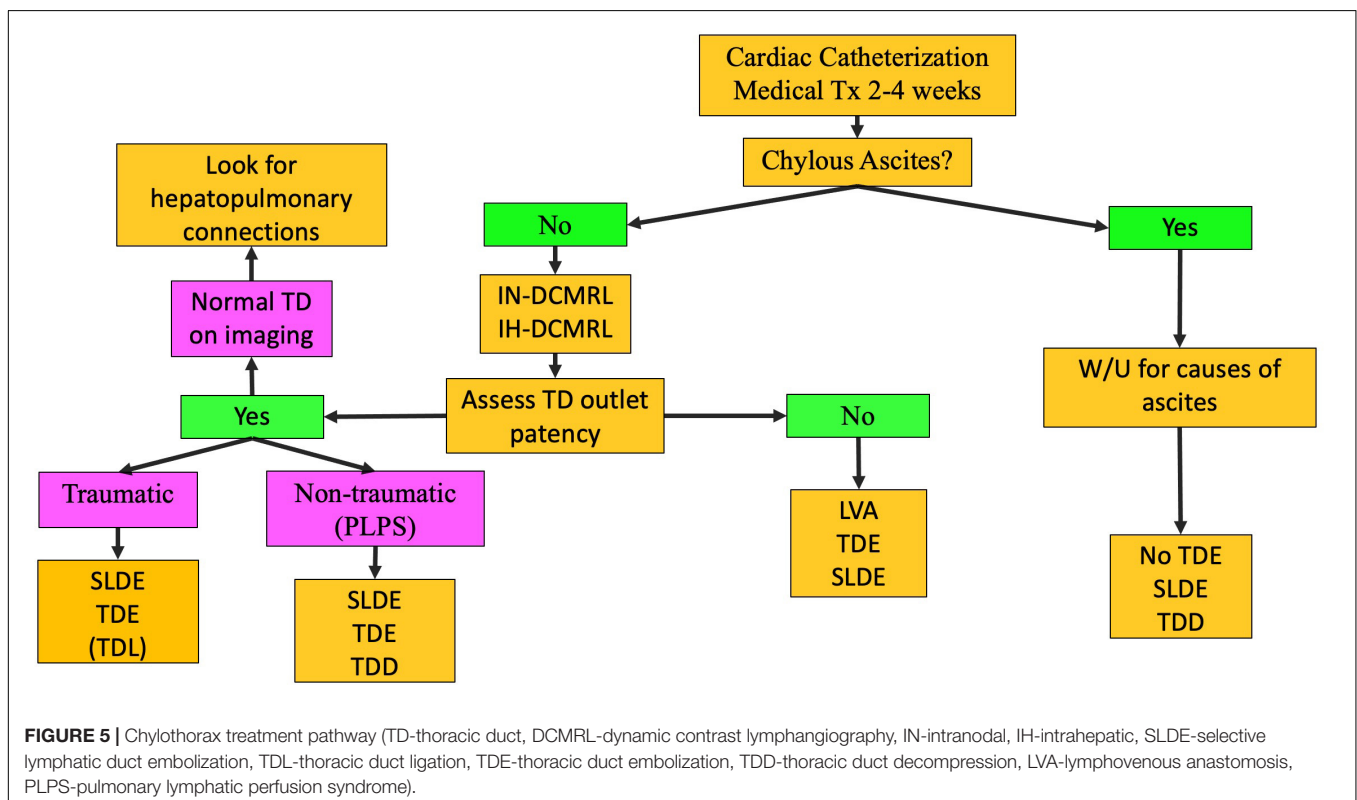 Cardiac Catheterization
Medical Tx 2-4 weeks
Chylous Ascites?
No
Yes
IN-DCMRL
IH-DCMRL
Assess TD outlet
patency
Yes
No
Normal TD
on imaging
Look for
hepatopulmonary
connections
Traumatic
Non-traumatic
(PLPS)
SLDE
TDE
(TDL)
SLDE
TDE
TDD
LVA
TDE
SLDE
W/U for causes of
ascites
No TDE
SLDE
TDD
FIGURE 5 | Chylothorax treatment pathway (TD-thoracic duct, DCMRL-dynamic contrast lymphangiography, IN-intranodal, IH-intrahepatic, SLDE-selective
lymphatic duct embolization, TDL-thoracic duct ligation, TDE-thoracic duct embolization, TDD-thoracic duct decompression, LVA-lymphovenous anastomosis,
PLPS-pulmonary lymphatic perfusion syndrome).